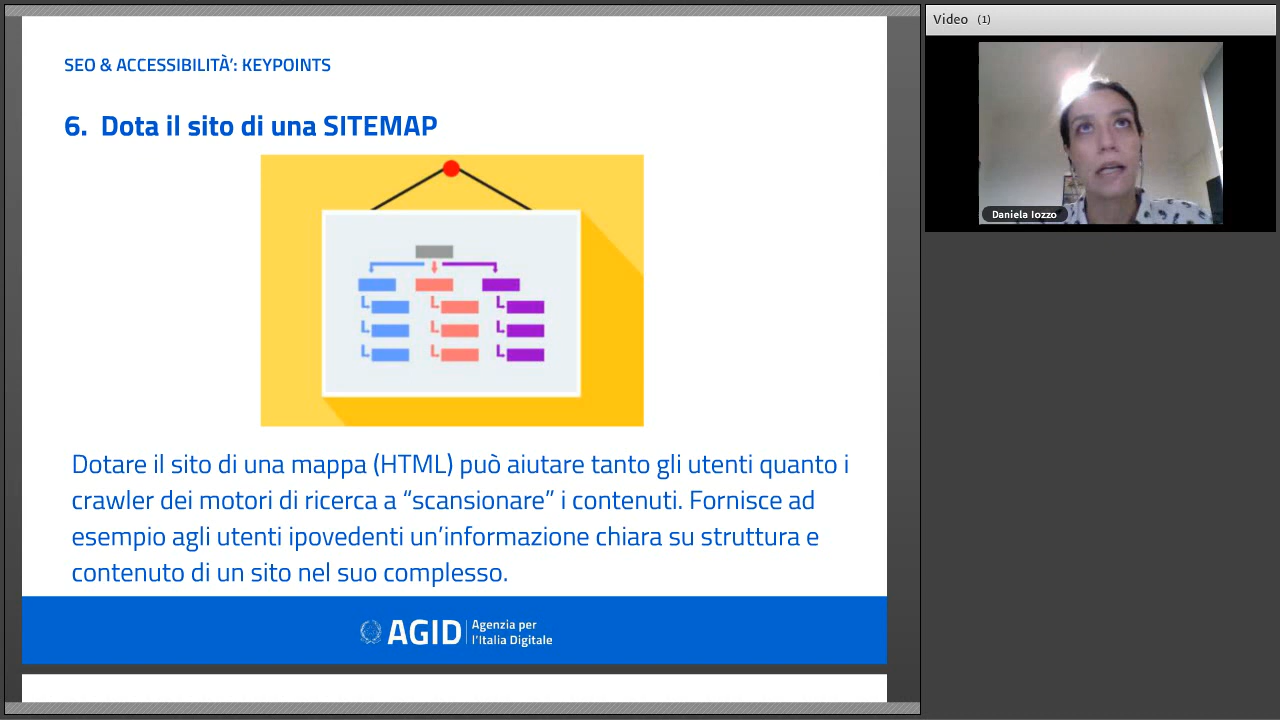 SEO & ACCESSIBILITÀ’: KEYPOINTS
6. Dota il sito di una SITEMAP
Dotare il sito di una mappa (HTML) può aiutare tanto gli utenti quanto i
crawler dei motori di ricerca a “scansionare” i contenuti. Fornisce ad
esempio agli utenti ipovedenti un’informazione chiara su struttura e
contenuto di un sito nel suo complesso.
AGID
Agenzia per
l’Italia Digitale
Video (1)
Daniela Iozzo